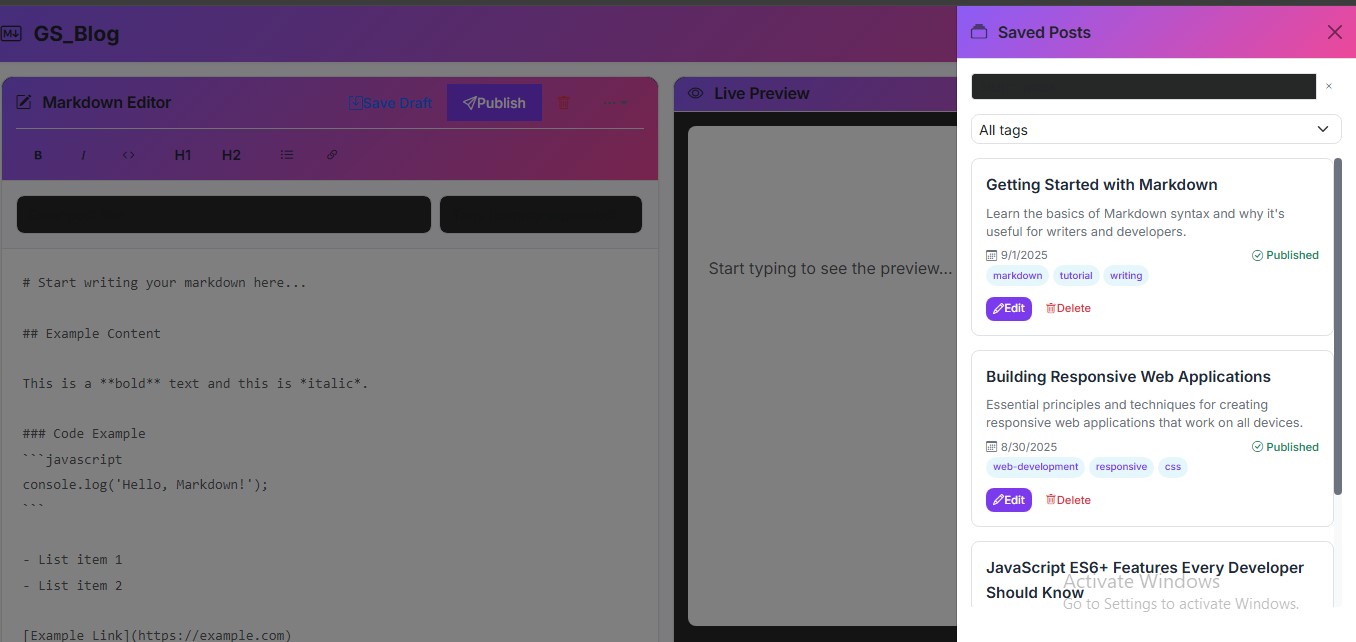 GS_Blog
Markdown Editor
Save Draft
Publish
B
I
<>
H1
H2
# Start writing your markdown here...
## Example Content
This is a **bold** text and this is *italic*.
### Code Example
```javascript
console.log('Hello, Markdown!');
```
- List item 1
- List item 2
[Example Link](https://example.com)
Live Preview
Start typing to see the preview...
Saved Posts
×
All tags
Getting Started with Markdown
Learn the basics of Markdown syntax and why it's
useful for writers and developers.
9/1/2025 Published
markdown tutorial writing
Edit Delete
Building Responsive Web Applications
Essential principles and techniques for creating
responsive web applications that work on all devices.
8/30/2025 Published
web-development responsive css
Edit Delete
JavaScript ES6+ Features Every Developer
Should Know
Activate Windows
Go to Settings to activate Windows.